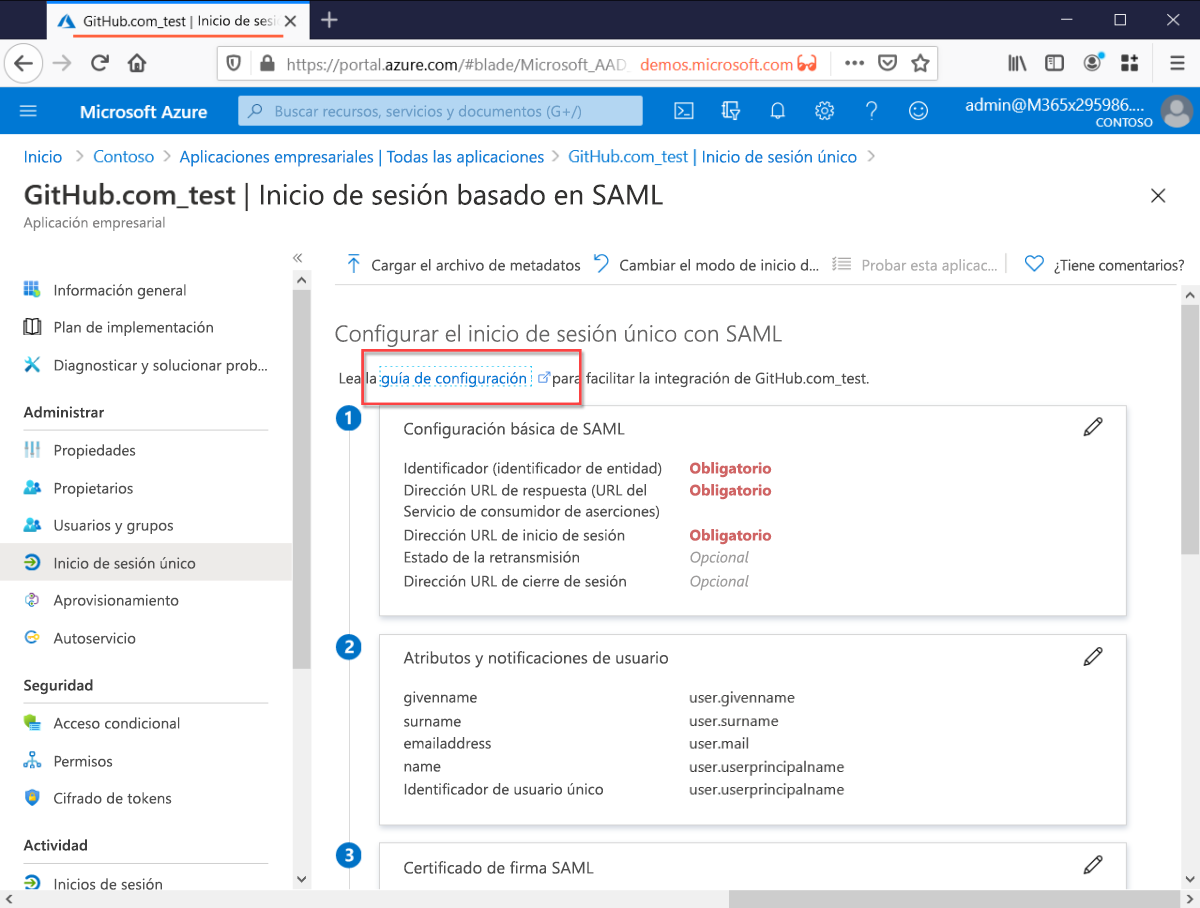 GitHub.com_test | Inicio de sesi
https://portal.azure.com/#blade/Microsoft_AAD_ demos.microsoft.com
Microsoft Azure
Buscar recursos, servicios y documentos (G+/)
admin@M365x295986....
CONTOSO
Inicio > Contoso > Aplicaciones empresariales | Todas las aplicaciones > GitHub.com_test | Inicio de sesión único >
GitHub.com_test | Inicio de sesión basado en SAML
Aplicación empresarial
Información general
Plan de implementación
Diagnosticar y solucionar prob...
Administrar
Propiedades
Propietarios
Usuarios y grupos
Inicio de sesión único
Aprovisionamiento
Autoservicio
Seguridad
Acceso condicional
Permisos
Cifrado de tokens
Actividad
Inicios de sesión
Cargar el archivo de metadatos
Cambiar el modo de inicio d...
Probar esta aplicac...
¿Tiene comentarios?
Configurar el inicio de sesión único con SAML
Lea la guía de configuración para facilitar la integración de GitHub.com_test.
1
Configuración básica de SAML
Identificador (identificador de entidad) Obligatorio
Dirección URL de respuesta (URL del Obligatorio
Servicio de consumidor de aserciones)
Dirección URL de inicio de sesión Obligatorio
Estado de la retransmisión Opcional
Dirección URL de cierre de sesión Opcional
2
Atributos y notificaciones de usuario
givenname user.givenname
surname user.surname
emailaddress user.mail
name user.userprincipalname
Identificador de usuario único user.userprincipalname
3
Certificado de firma SAML